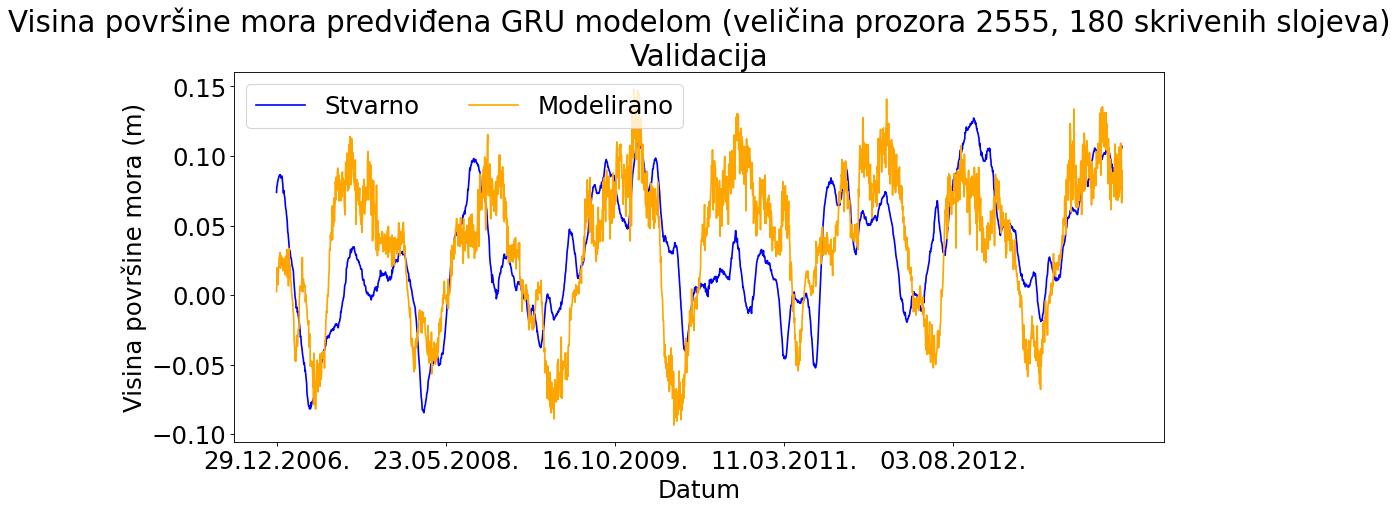 Visina površine mora predviđena GRU modelom (veličina prozora 2555, 180 skrivenih slojeva)
Validacija
Stvarno
Modelirano
Visina površine mora (m)
0.15
0.10
0.05
0.00
−0.05
−0.10
29.12.2006.
23.05.2008.
16.10.2009.
11.03.2011.
03.08.2012.
Datum